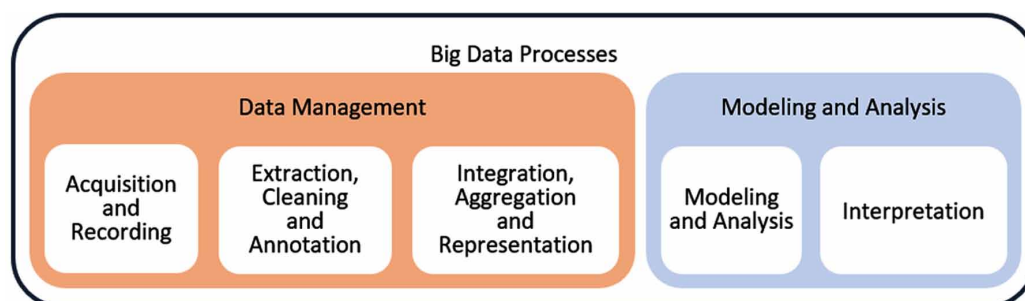 Big Data Processes
Data Management
Modeling and Analysis
Acquisition
and
Recording
Extraction,
Cleaning
and
Annotation
Integration,
Aggregation
and
Representation
Modeling
and Analysis
Interpretation